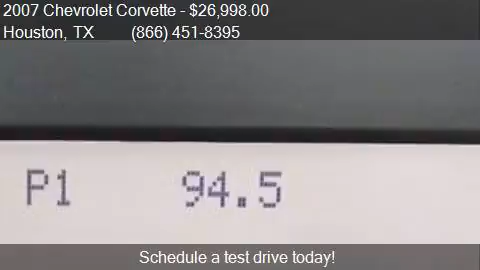 2007 Chevrolet Corvette - $26,998.00
Houston, TX (866) 451-8395
P1 94.5
Schedule a test drive today!